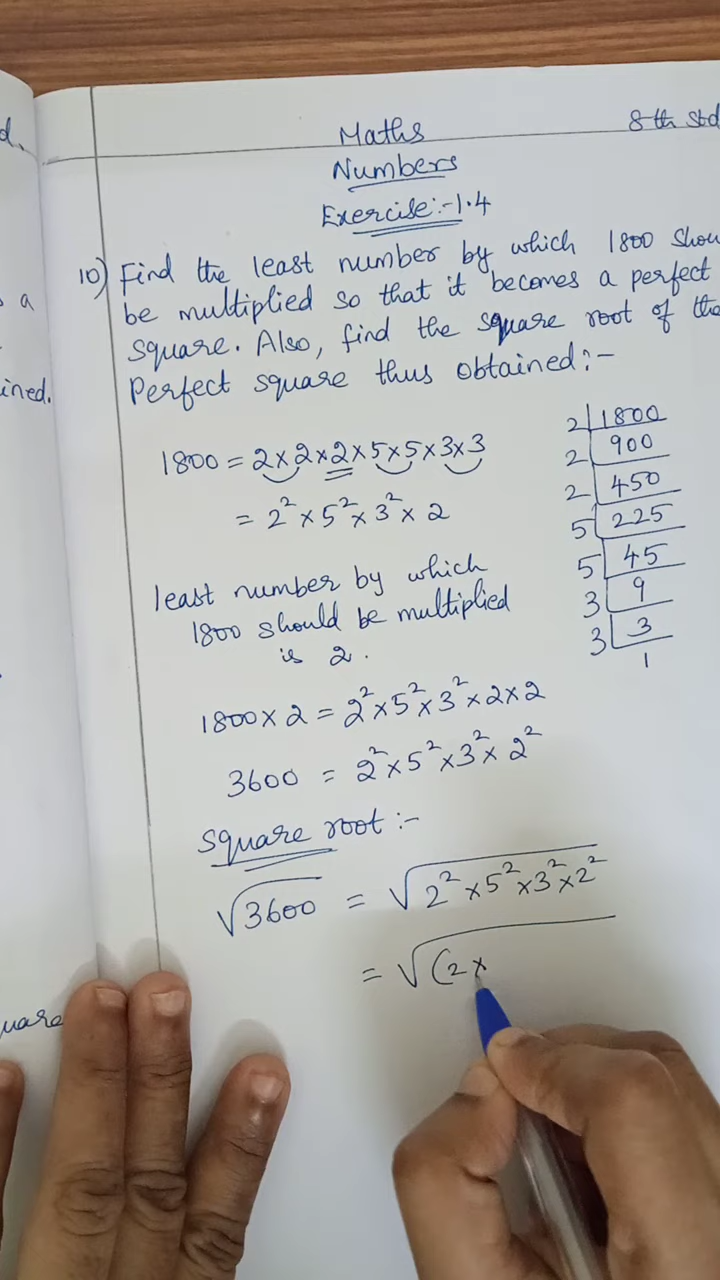 d.
a
ined.
uare
Maths
8th Std
Numbers
Exercise:-1.4
10) Find the least number by which 1800 shou
be multiplied so that it becomes a perfect
square. Also, find the square root of the
Perfect square thus obtained:-
1800 = 2×2×2×5×5×3×3
= 2²×5²×3²×2
least number by which
1800 should be multiplied
is 2.
1800×2 = 2²×5²×3²×2×2
3600 = 2²×5²×3²×2²
square root:-
√3600 = √2²×5²×3²×2²
= √(2×
2 1800
2 900
2 450
5 225
5 45
3 9
3 3
1